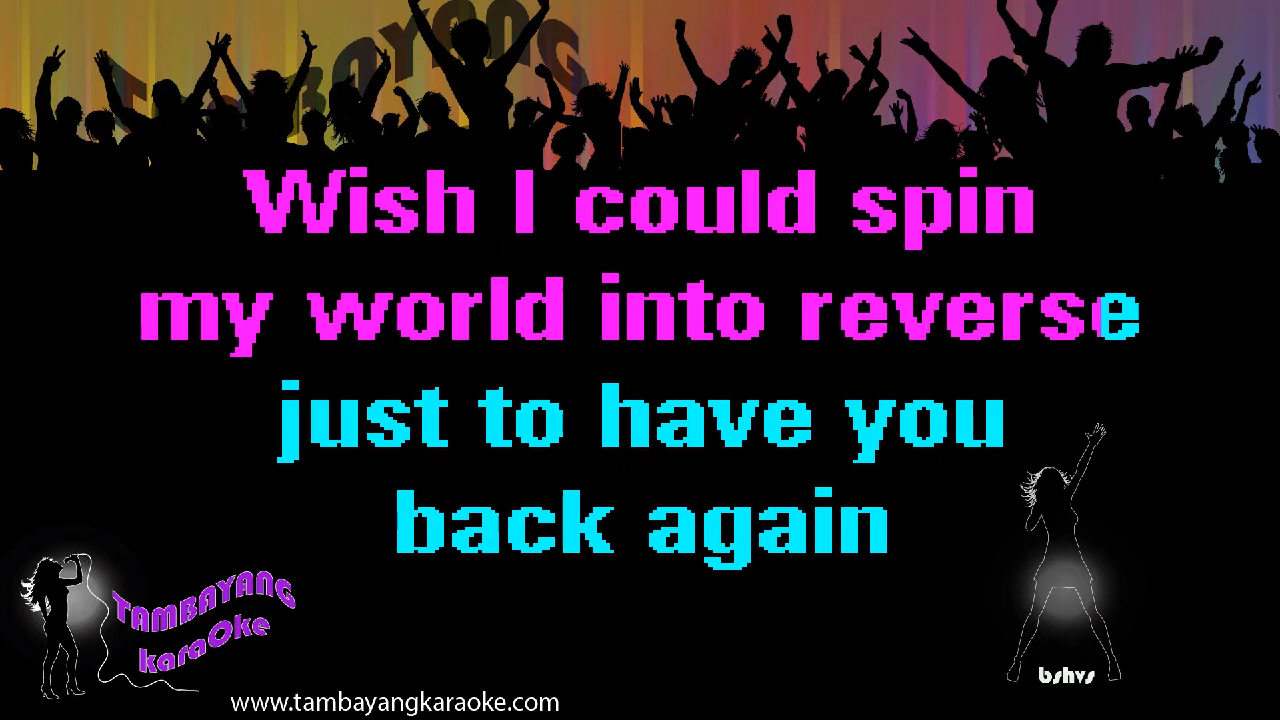 TAMBAYANG
Wish I could spin
my world into reverse
just to have you
back again
TAMBAYANG
karaOke
bshvs
www.tambayangkaraoke.com